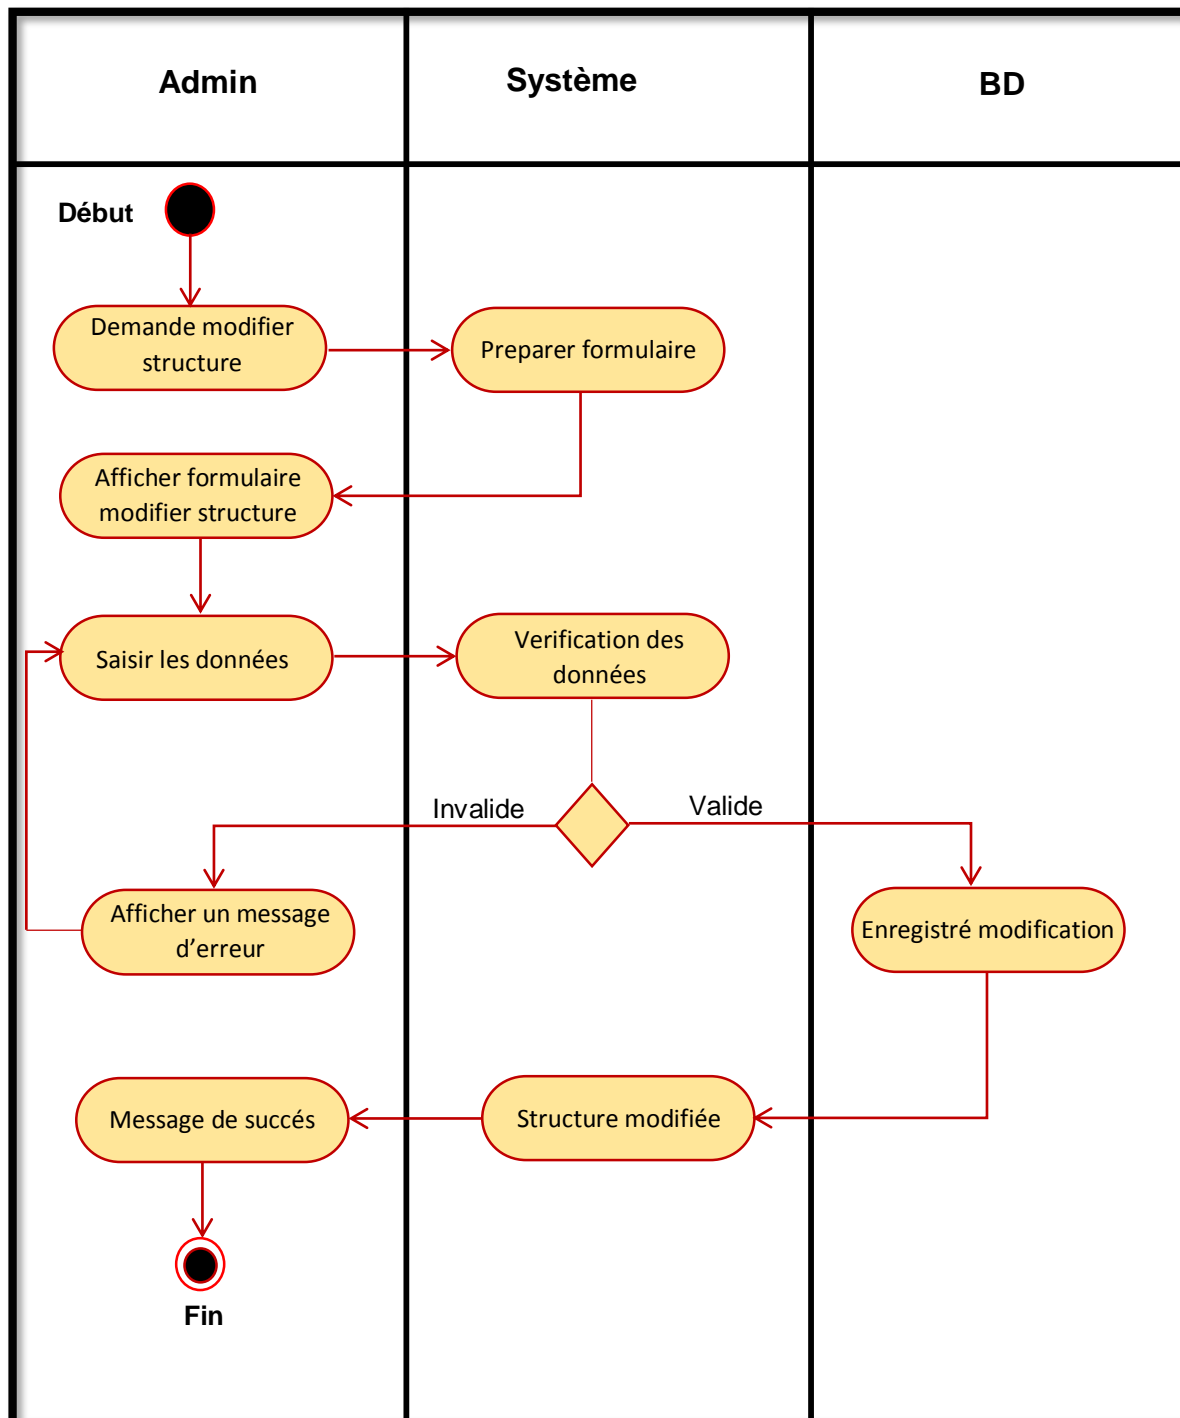 Admin
Système
BD
Début
Demande modifier
structure
Preparer formulaire
Afficher formulaire
modifier structure
Saisir les données
Verification des
données
Invalide
Valide
Afficher un message
d’erreur
Enregistré modification
Message de succés
Structure modifiée
Fin